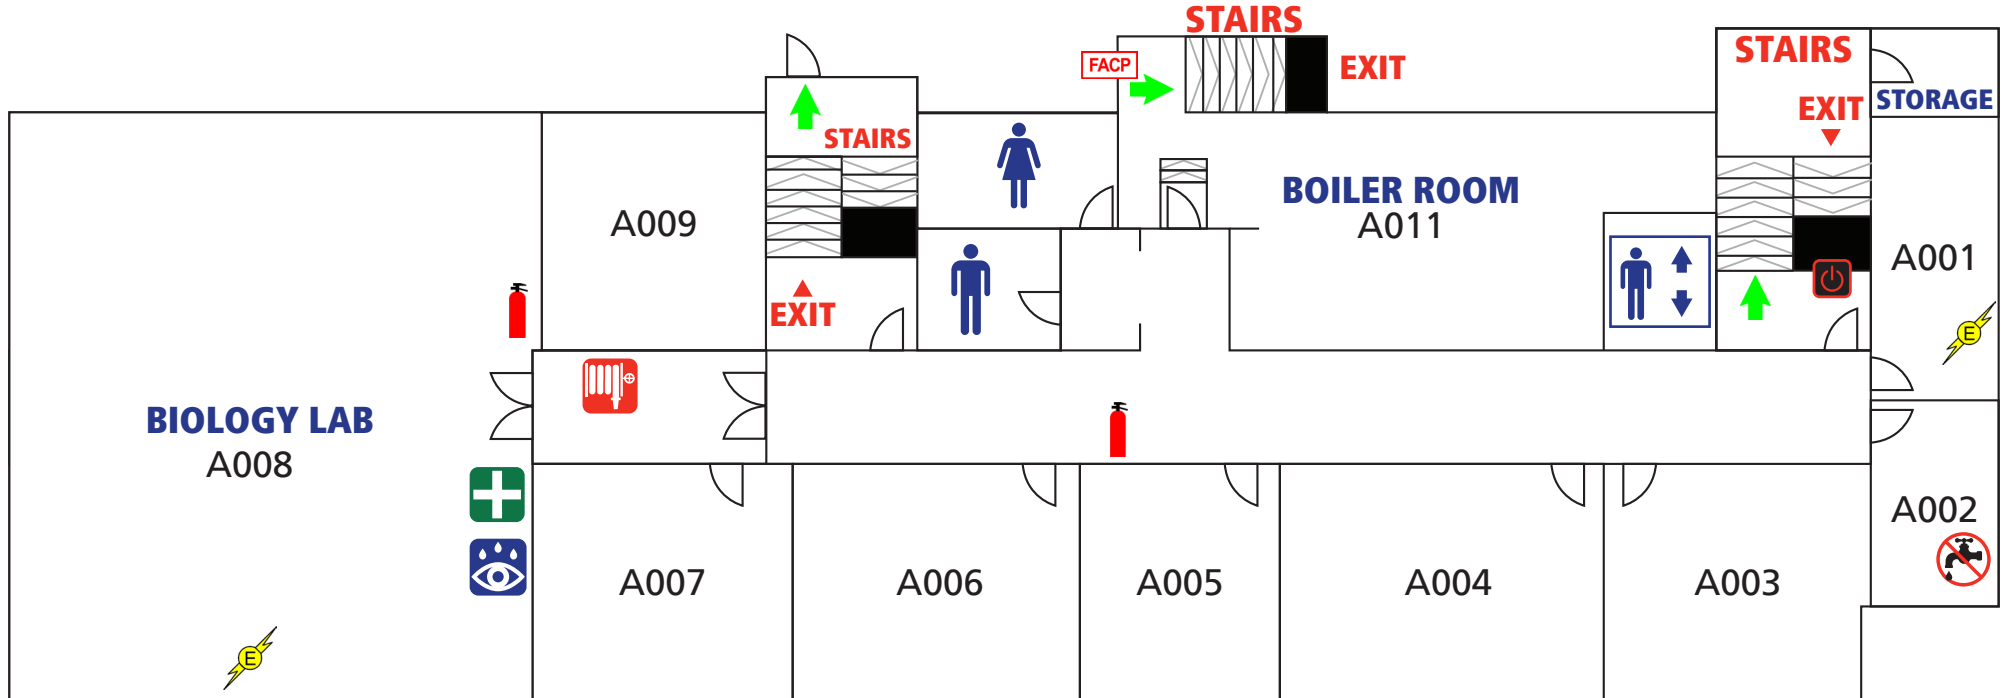 STAIRS
STAIRS
FACP
EXIT
STORAGE
EXIT
STAIRS
BOILER ROOM
A011
A009
A001
EXIT
E
BIOLOGY LAB
A008
A002
A007
A006
A005
A004
A003
E